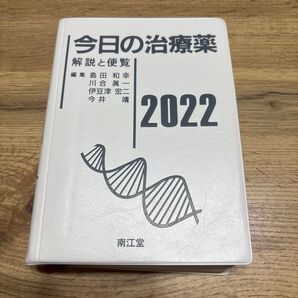 今日の治療薬
解説と便覧
編集 島田 和幸
川合 眞一
伊豆津 宏二
今井 靖
2022
南江堂